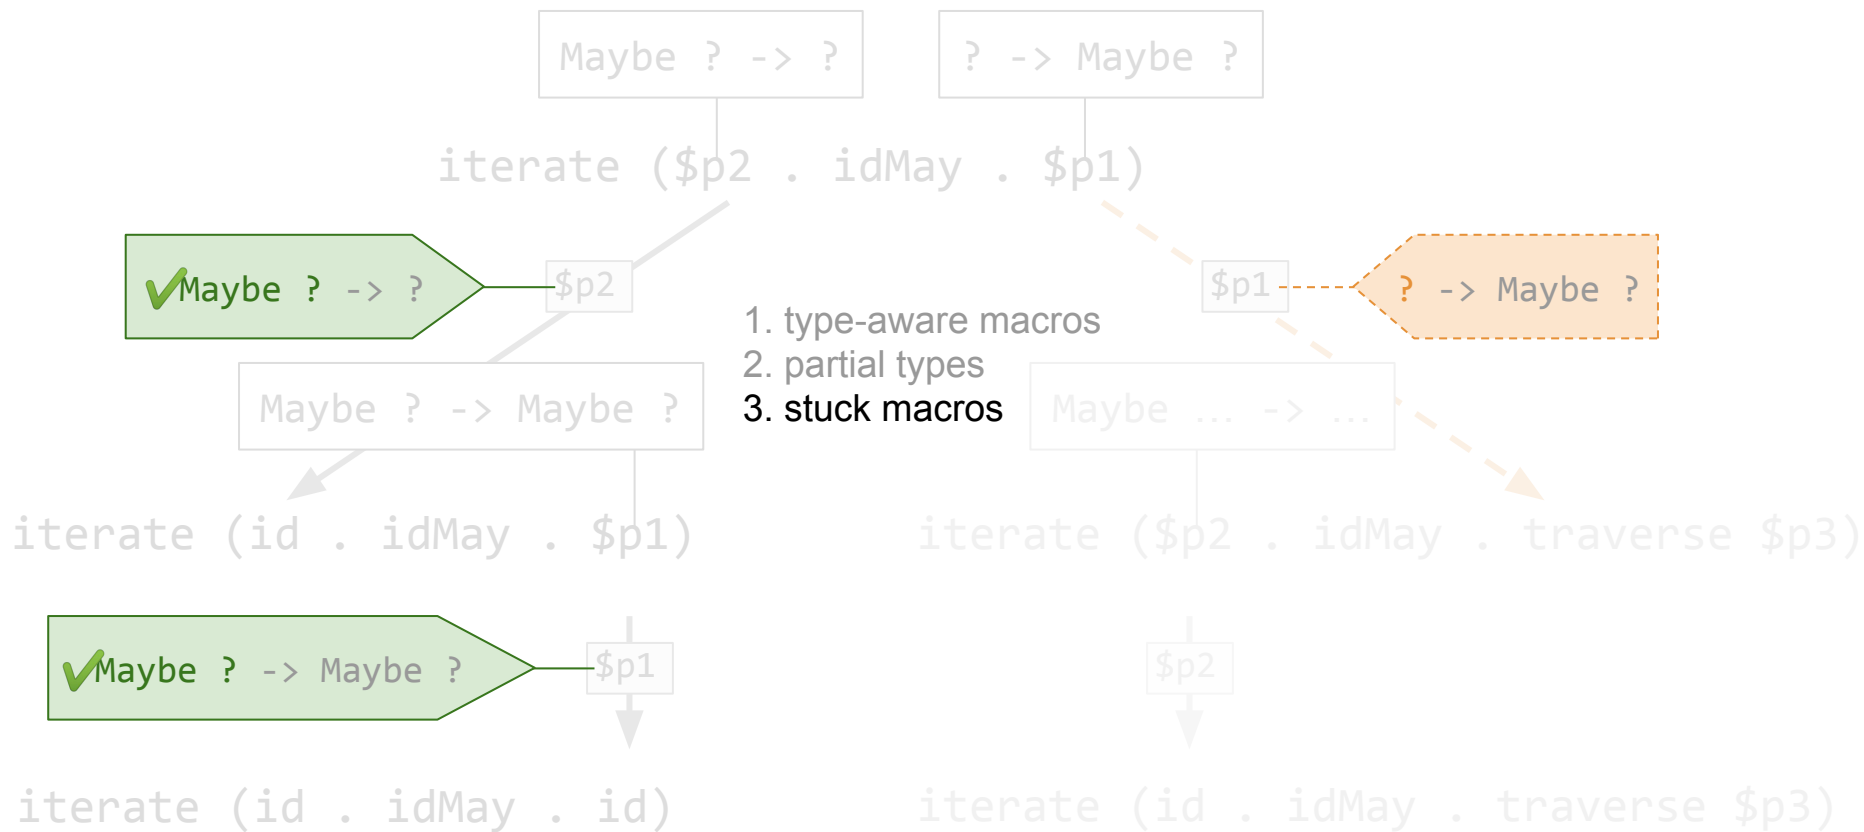 Maybe ? -> ?
? -> Maybe ?
iterate ($p2 . idMay . $p1)
✔Maybe ? -> ?
$p2
$p1
? -> Maybe ?
1. type-aware macros
2. partial types
3. stuck macros
Maybe ? -> Maybe ?
Maybe ... -> ...
iterate (id . idMay . $p1)
iterate ($p2 . idMay . traverse $p3)
✔Maybe ? -> Maybe ?
$p1
$p2
iterate (id . idMay . id)
iterate (id . idMay . traverse $p3)